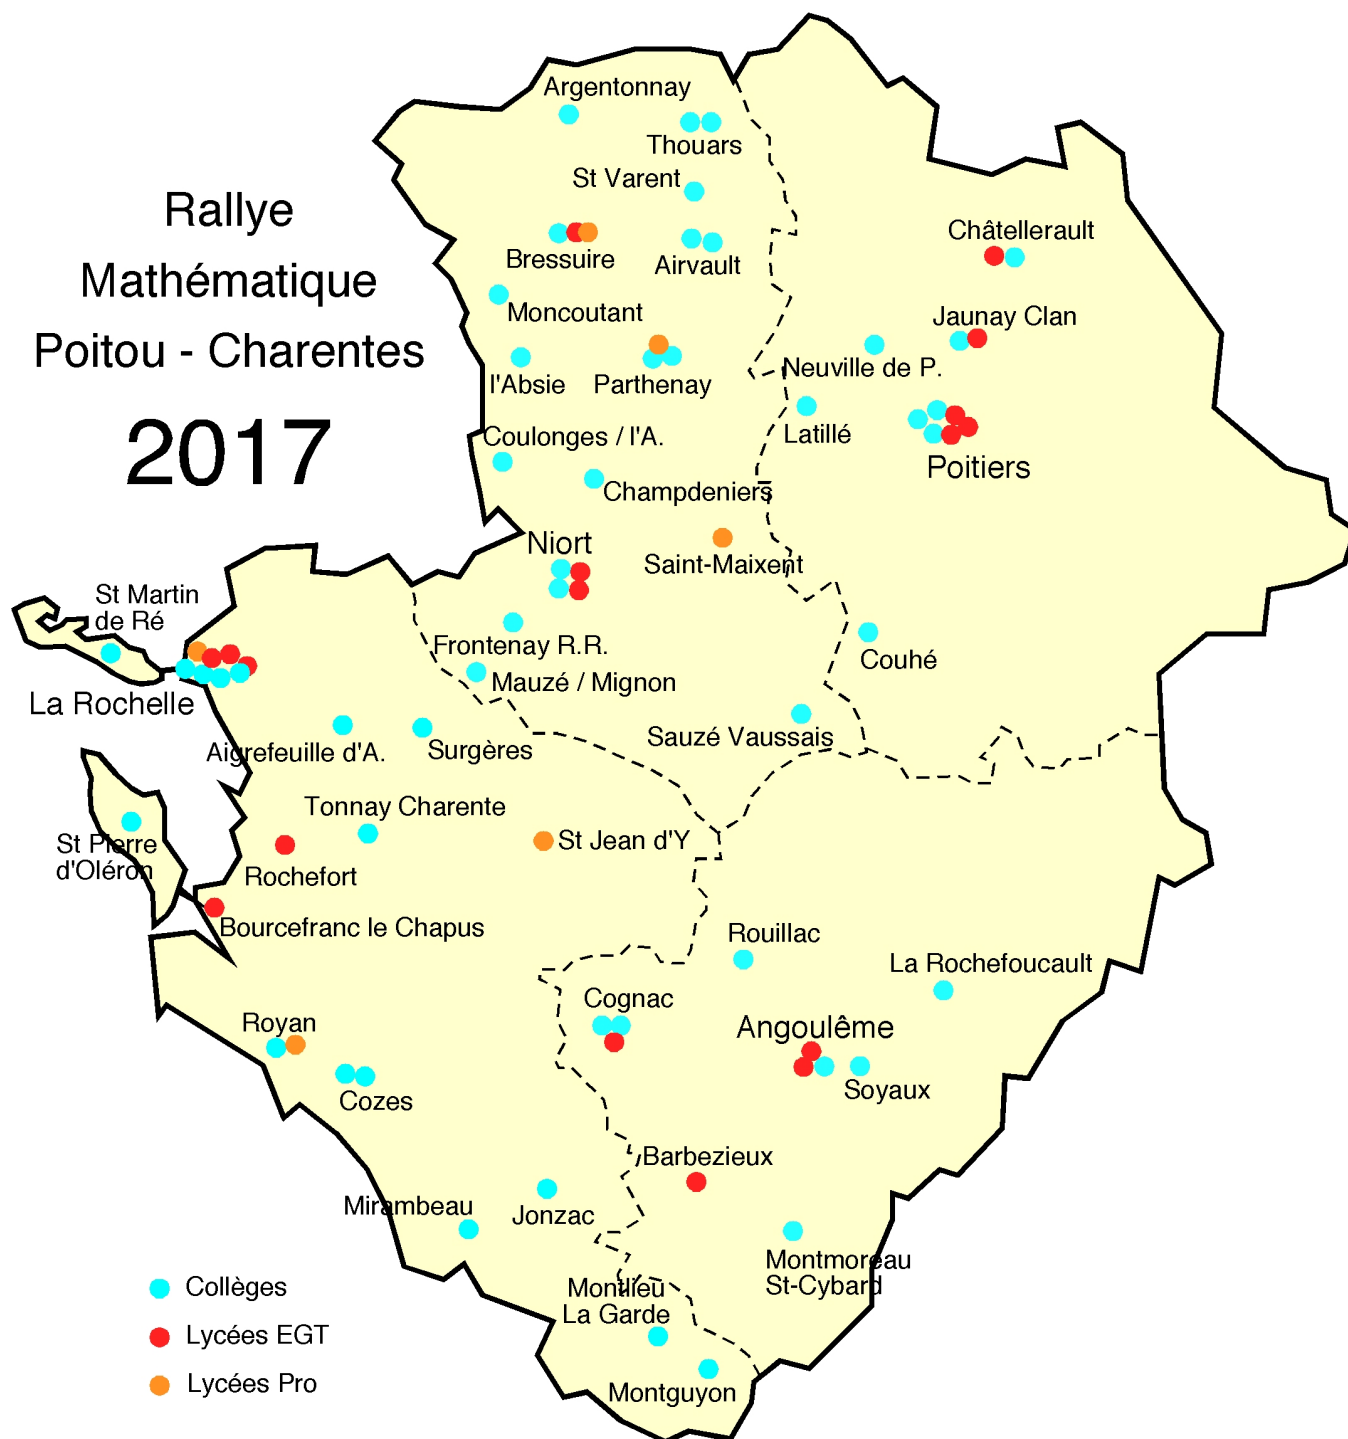 Rallye
Mathématique
Poitou - Charentes
2017
Argentonnay
Thouars
St Varent
Bressuire
Airvault
Moncoutant
l'Absie
Parthenay
Coulonges / l'A.
Champdeniers
Saint-Maixent
Niort
Frontenay R.R.
Mauzé / Mignon
Sauzé Vaussais
Châtellerault
Jaunay Clan
Neuville de P.
Latillé
Poitiers
Couhé
St Martin
de Ré
La Rochelle
Aigrefeuille d'A.
Surgères
Tonnay Charente
St Jean d'Y
St Pierre
d'Oléron
Rochefort
Bourcefranc le Chapus
Royan
Cozes
Mirambeau
Jonzac
Montlieu
La Garde
Montguyon
Rouillac
La Rochefoucault
Cognac
Angoulême
Soyaux
Barbezieux
Montmoreau
St-Cybard
Collèges
Lycées EGT
Lycées Pro